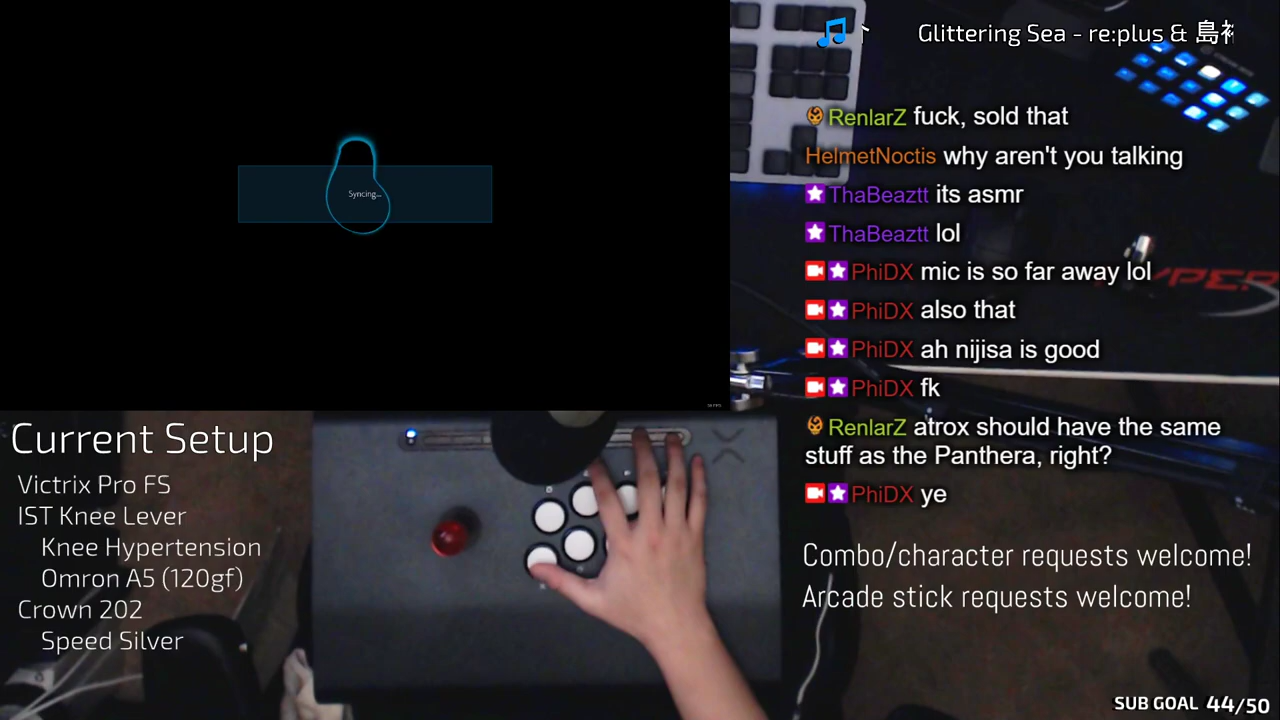 Syncing...
Glittering Sea - re:plus & 島
RenlarZ fuck, sold that
HelmetNoctis why aren't you talking
ThaBeaztt its asmr
ThaBeaztt lol
PhiDX mic is so far away lol
PhiDX also that
PhiDX ah nijisa is good
PhiDX fk
RenlarZ atrox should have the same
stuff as the Panthera, right?
PhiDX ye
Combo/character requests welcome!
Arcade stick requests welcome!
SUB GOAL 44/50
Current Setup
Victrix Pro FS
IST Knee Lever
Knee Hypertension
Omron A5 (120gf)
Crown 202
Speed Silver